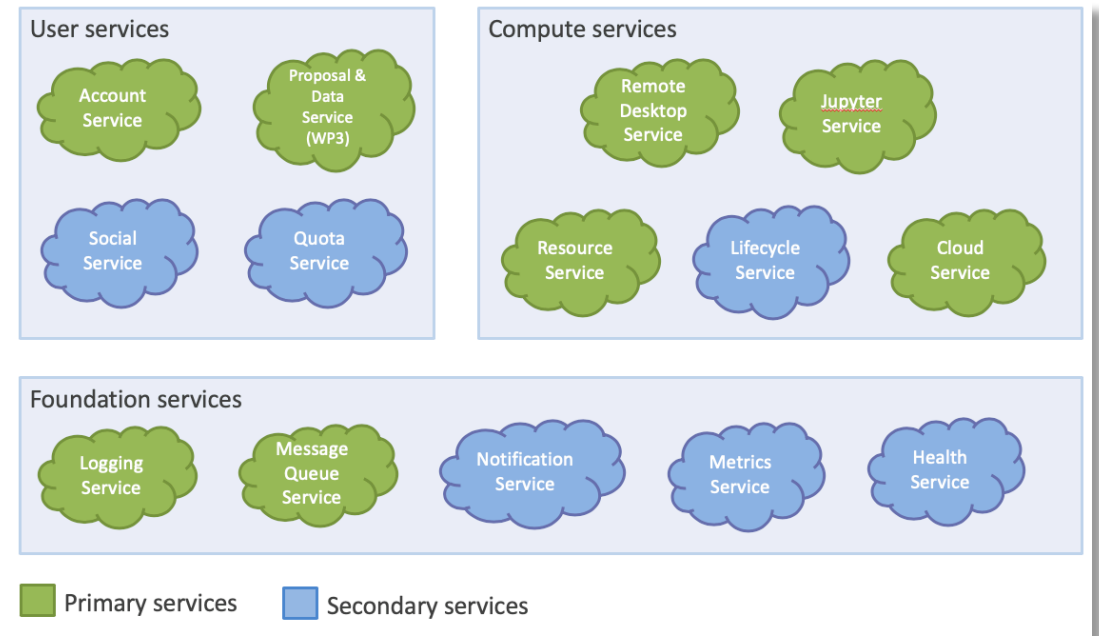 User services
Account
Service
Proposal &
Data
Service
(WP3)
Social
Service
Quota
Service
Compute services
Remote
Desktop
Service
Jupyter
Service
Resource
Service
Lifecycle
Service
Cloud
Service
Foundation services
Logging
Service
Message
Queue
Service
Notification
Service
Metrics
Service
Health
Service
Primary services
Secondary services